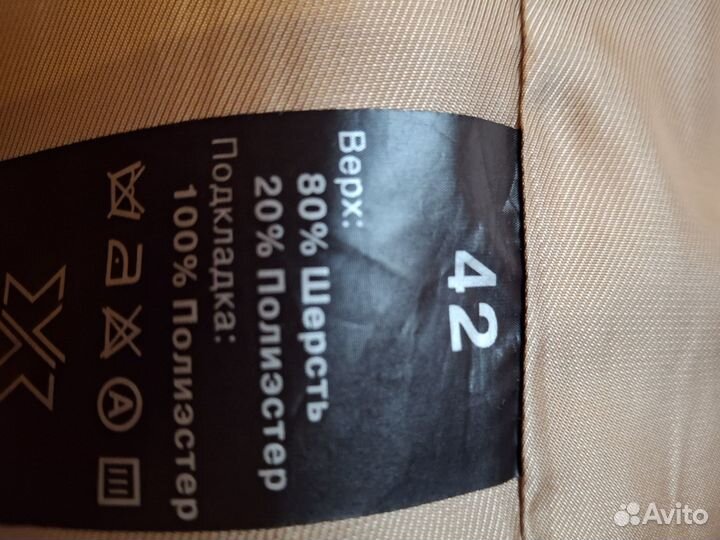 42
Верх:
80% Шерсть
20% Полиэстер
Подкладка:
100% Полиэстер
A
Avito